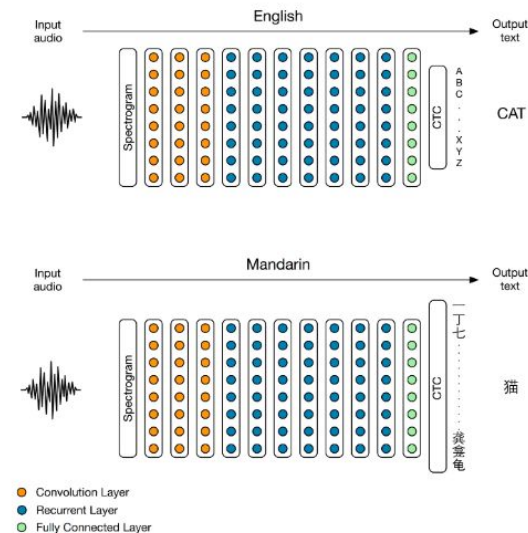 English
Input
audio
Output
text
Spectrogram
CTC
A
B
C
.
.
.
X
Y
Z
CAT
Mandarin
Input
audio
Output
text
Spectrogram
CTC
一
丁
七
.
.
.
.
.
.
.
.
.
龚
龛
龟
猫
Convolution Layer
Recurrent Layer
Fully Connected Layer